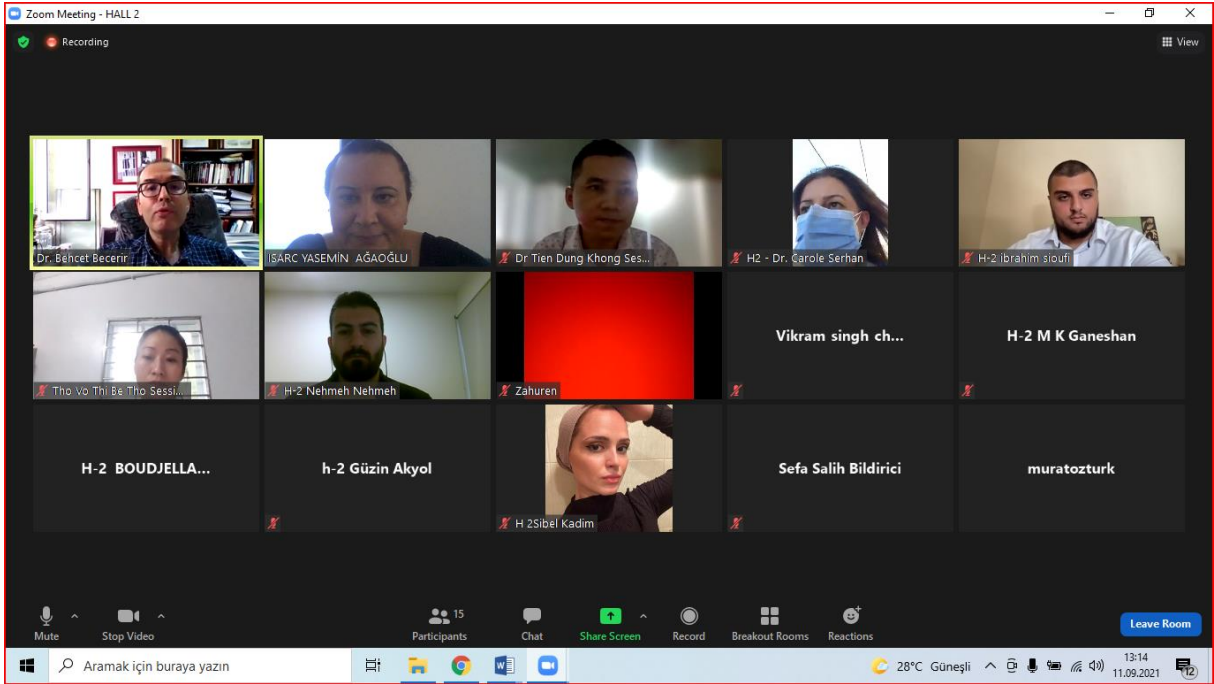 Zoom Meeting - HALL 2
Recording
View
Dr. Behcet Becerir
ISARC YASEMİN AĞAOĞLU
Dr Tien Dung Khong Ses...
H2 - Dr. Carole Serhan
H-2 ibrahim sioufi
Tho Vo Thi Be Tho Sessi...
H-2 Nehmeh Nehmeh
Zahuren
Vikram singh ch...
H-2 M K Ganeshan
H-2 BOUDJELLA...
h-2 Güzin Akyol
H 2Sibel Kadim
Sefa Salih Bildirici
muratozturk
Mute
Stop Video
15
Participants
Chat
Share Screen
Record
Breakout Rooms
Reactions
Leave Room
Aramak için buraya yazın
28°C Güneşli
13:14
11.09.2021
12